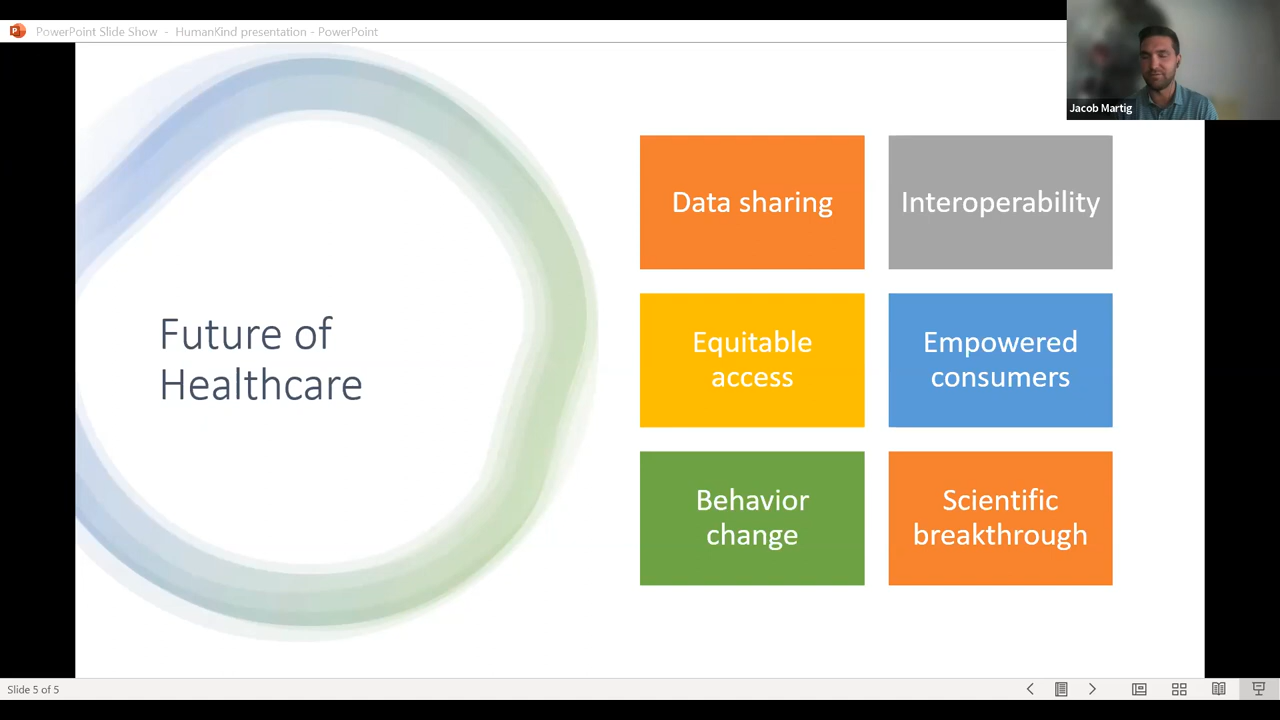 PowerPoint Slide Show - HumanKind presentation - PowerPoint
Jacob Martig
Future of
Healthcare
Data sharing
Interoperability
Equitable
access
Empowered
consumers
Behavior
change
Scientific
breakthrough
Slide 5 of 5